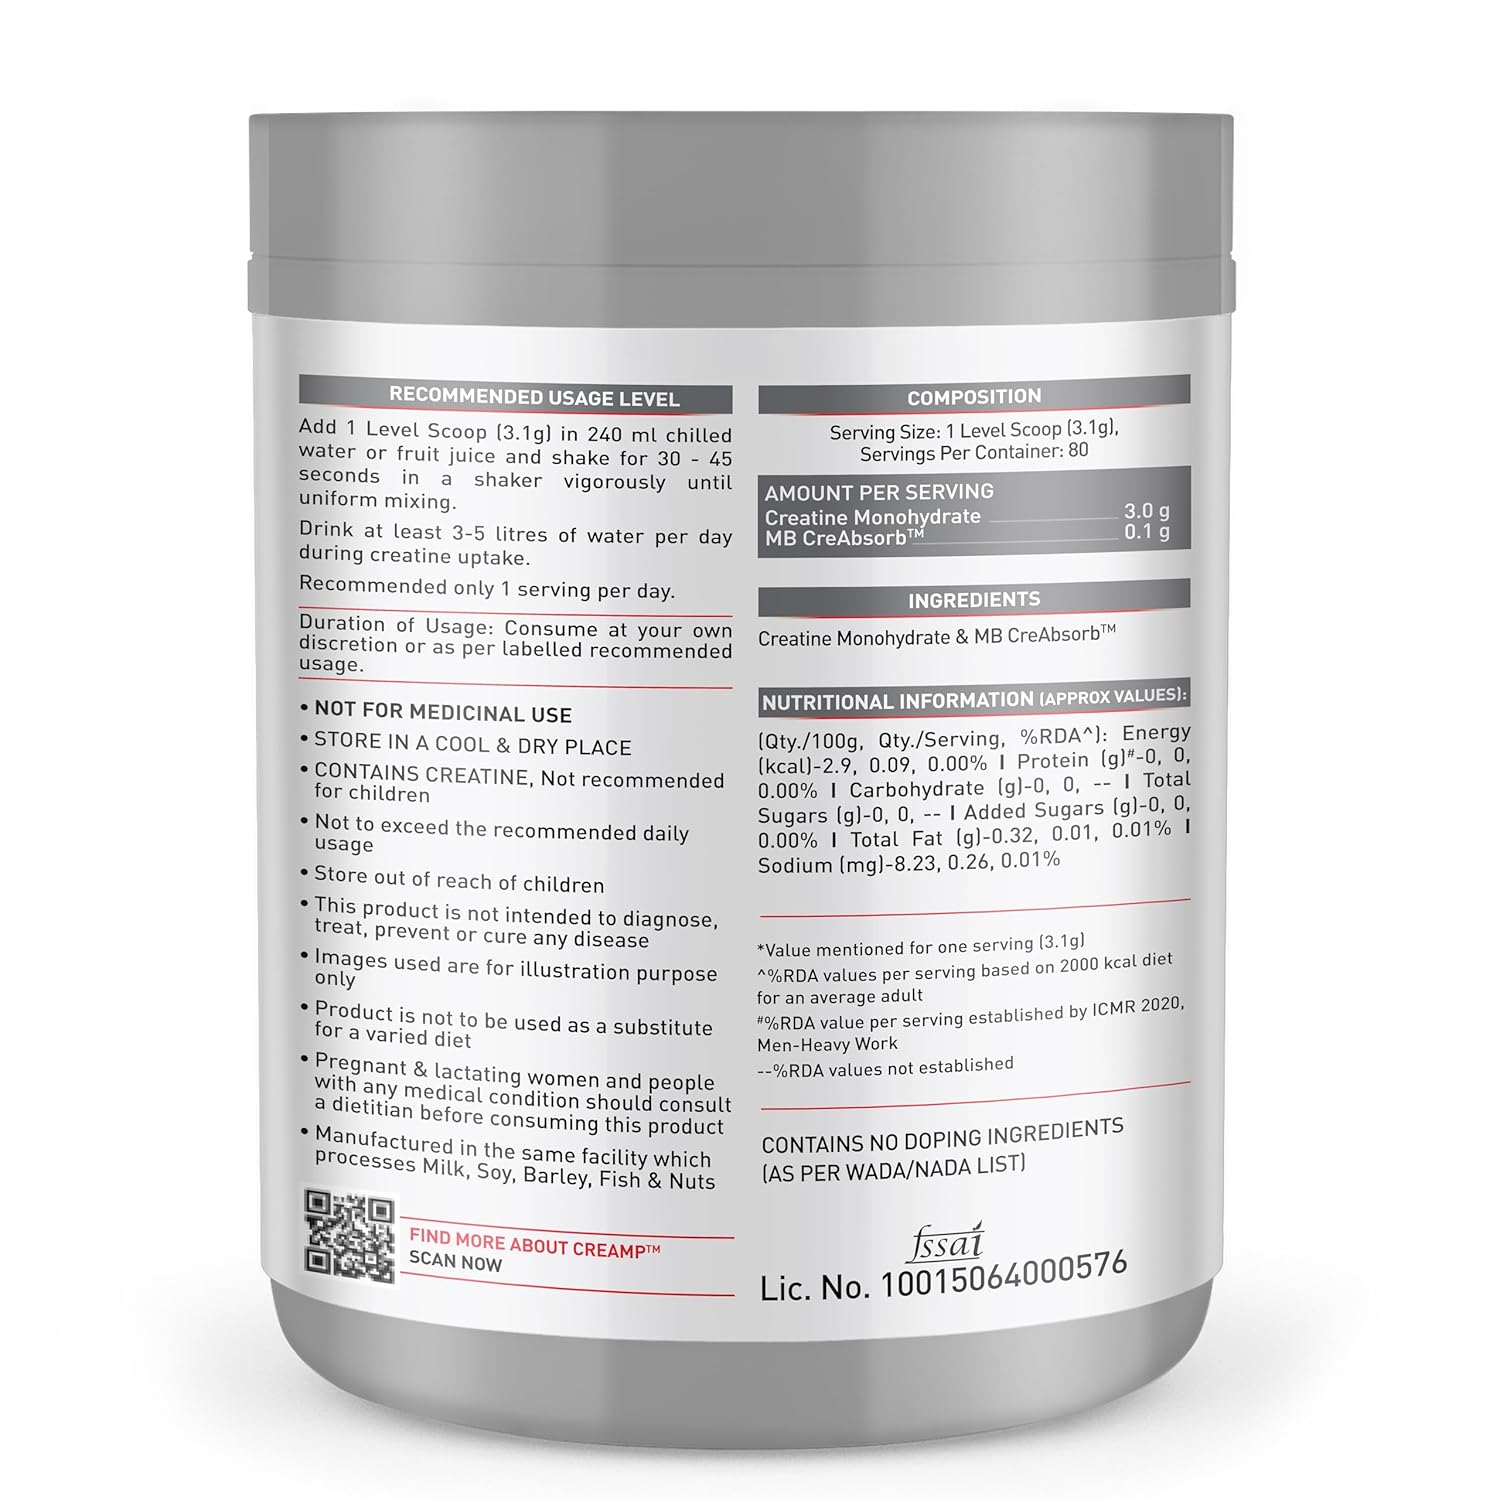 RECOMMENDED USAGE LEVEL
Add 1 Level Scoop (3.1g) in 240 ml chilled
water or fruit juice and shake for 30 - 45
seconds in a shaker vigorously until
uniform mixing.
Drink at least 3-5 litres of water per day
during creatine uptake.
Recommended only 1 serving per day.
Duration of Usage: Consume at your own
discretion or as per labelled recommended
usage.
• NOT FOR MEDICINAL USE
• STORE IN A COOL & DRY PLACE
• CONTAINS CREATINE, Not recommended
for children
• Not to exceed the recommended daily
usage
• Store out of reach of children
• This product is not intended to diagnose,
treat, prevent or cure any disease
• Images used are for illustration purpose
only
• Product is not to be used as a substitute
for a varied diet
• Pregnant & lactating women and people
with any medical condition should consult
a dietitian before consuming this product
• Manufactured in the same facility which
processes Milk, Soy, Barley, Fish & Nuts
FIND MORE ABOUT CREAMP™
SCAN NOW
COMPOSITION
Serving Size: 1 Level Scoop (3.1g),
Servings Per Container: 80
AMOUNT PER SERVING
Creatine Monohydrate 3.0 g
MB CreAbsorb™ 0.1 g
INGREDIENTS
Creatine Monohydrate & MB CreAbsorb™
NUTRITIONAL INFORMATION (APPROX VALUES):
(Qty./100g, Qty./Serving, %RDA^): Energy
(kcal)-2.9, 0.09, 0.00% I Protein (g)#-0, 0,
0.00% I Carbohydrate (g)-0, 0, -- I Total
Sugars (g)-0, 0, -- I Added Sugars (g)-0, 0,
0.00% I Total Fat (g)-0.32, 0.01, 0.01% I
Sodium (mg)-8.23, 0.26, 0.01%
*Value mentioned for one serving (3.1g)
^%RDA values per serving based on 2000 kcal diet
for an average adult
#%RDA value per serving established by ICMR 2020,
Men-Heavy Work
--%RDA values not established
CONTAINS NO DOPING INGREDIENTS
(AS PER WADA/NADA LIST)
fssai
Lic. No. 10015064000576